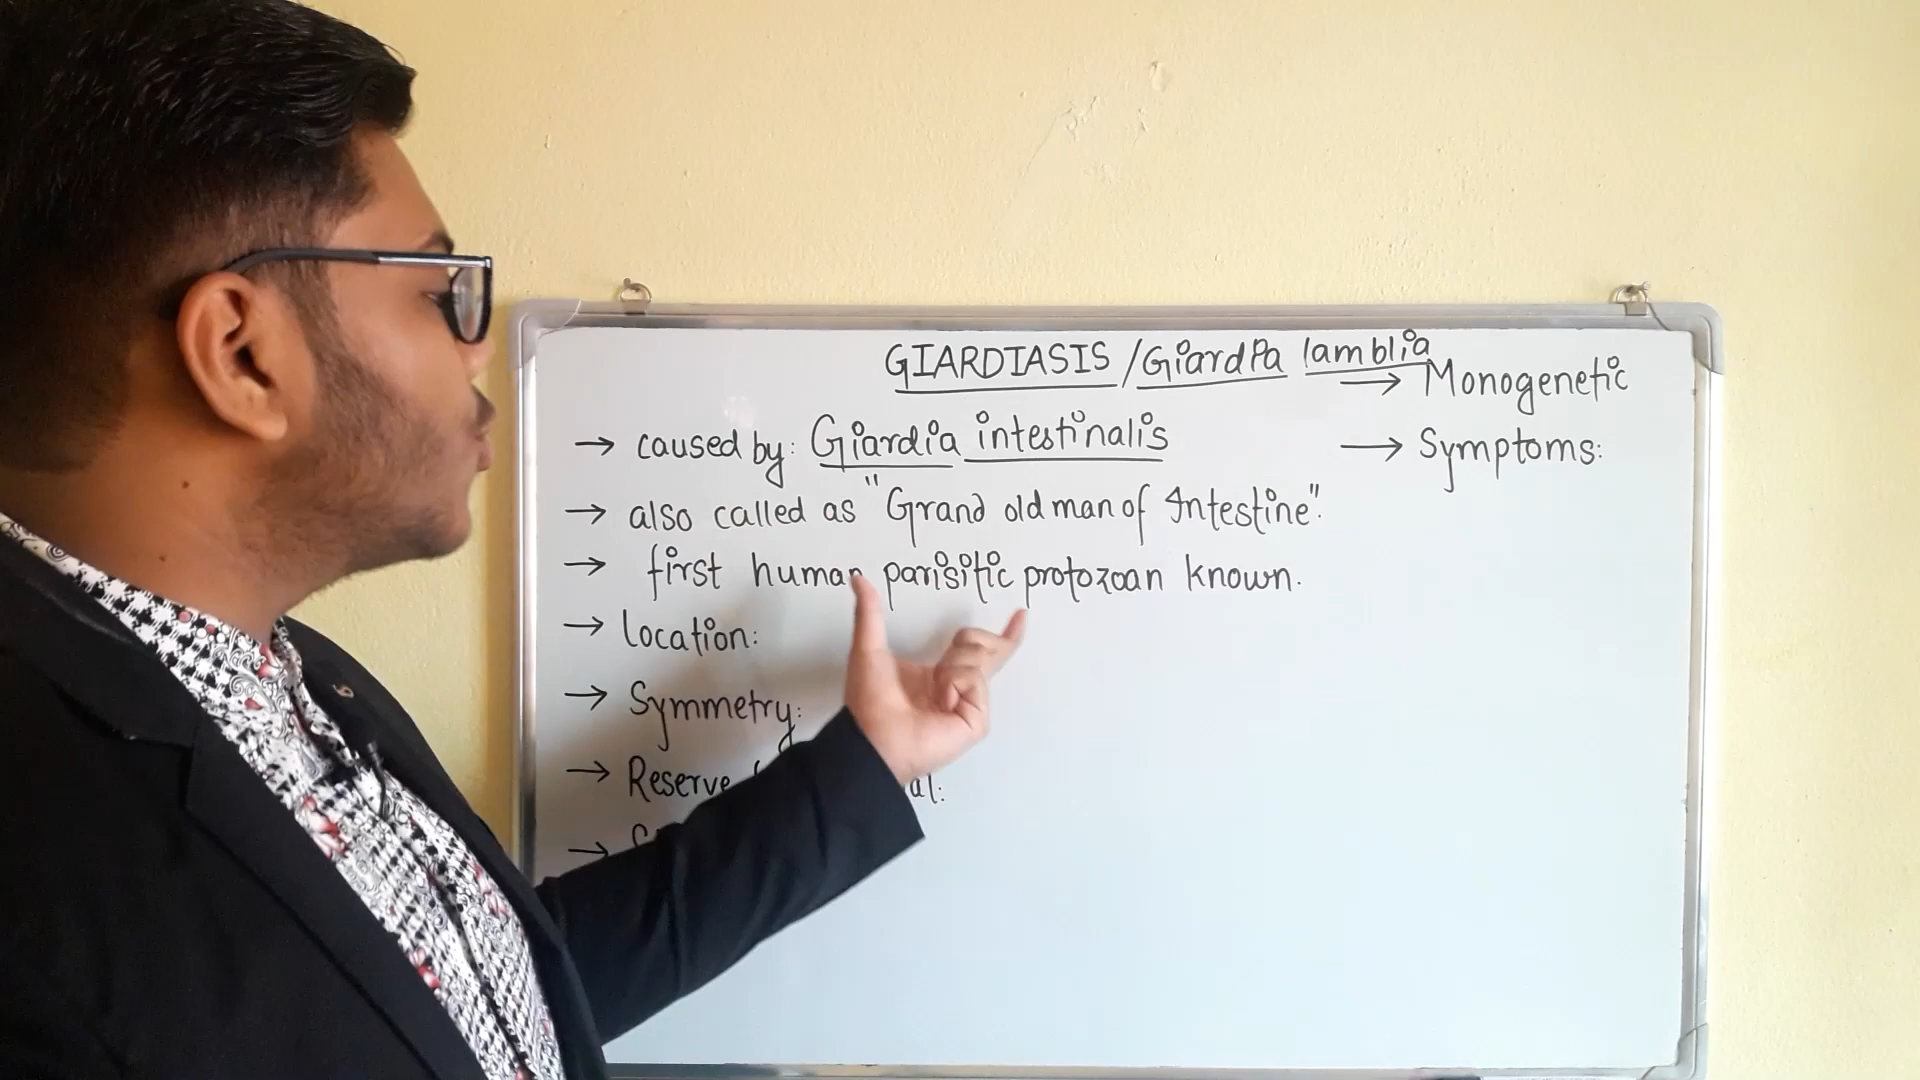 GIARDIASIS / Giardia lamblia
→ caused by: Giardia intestinalis
→ also called as "Grand old man of Intestine".
→ first human parisitic protozoan known.
→ Location:
→ Symmetry:
→ Reserve
→ Monogenetic
→ Symptoms: